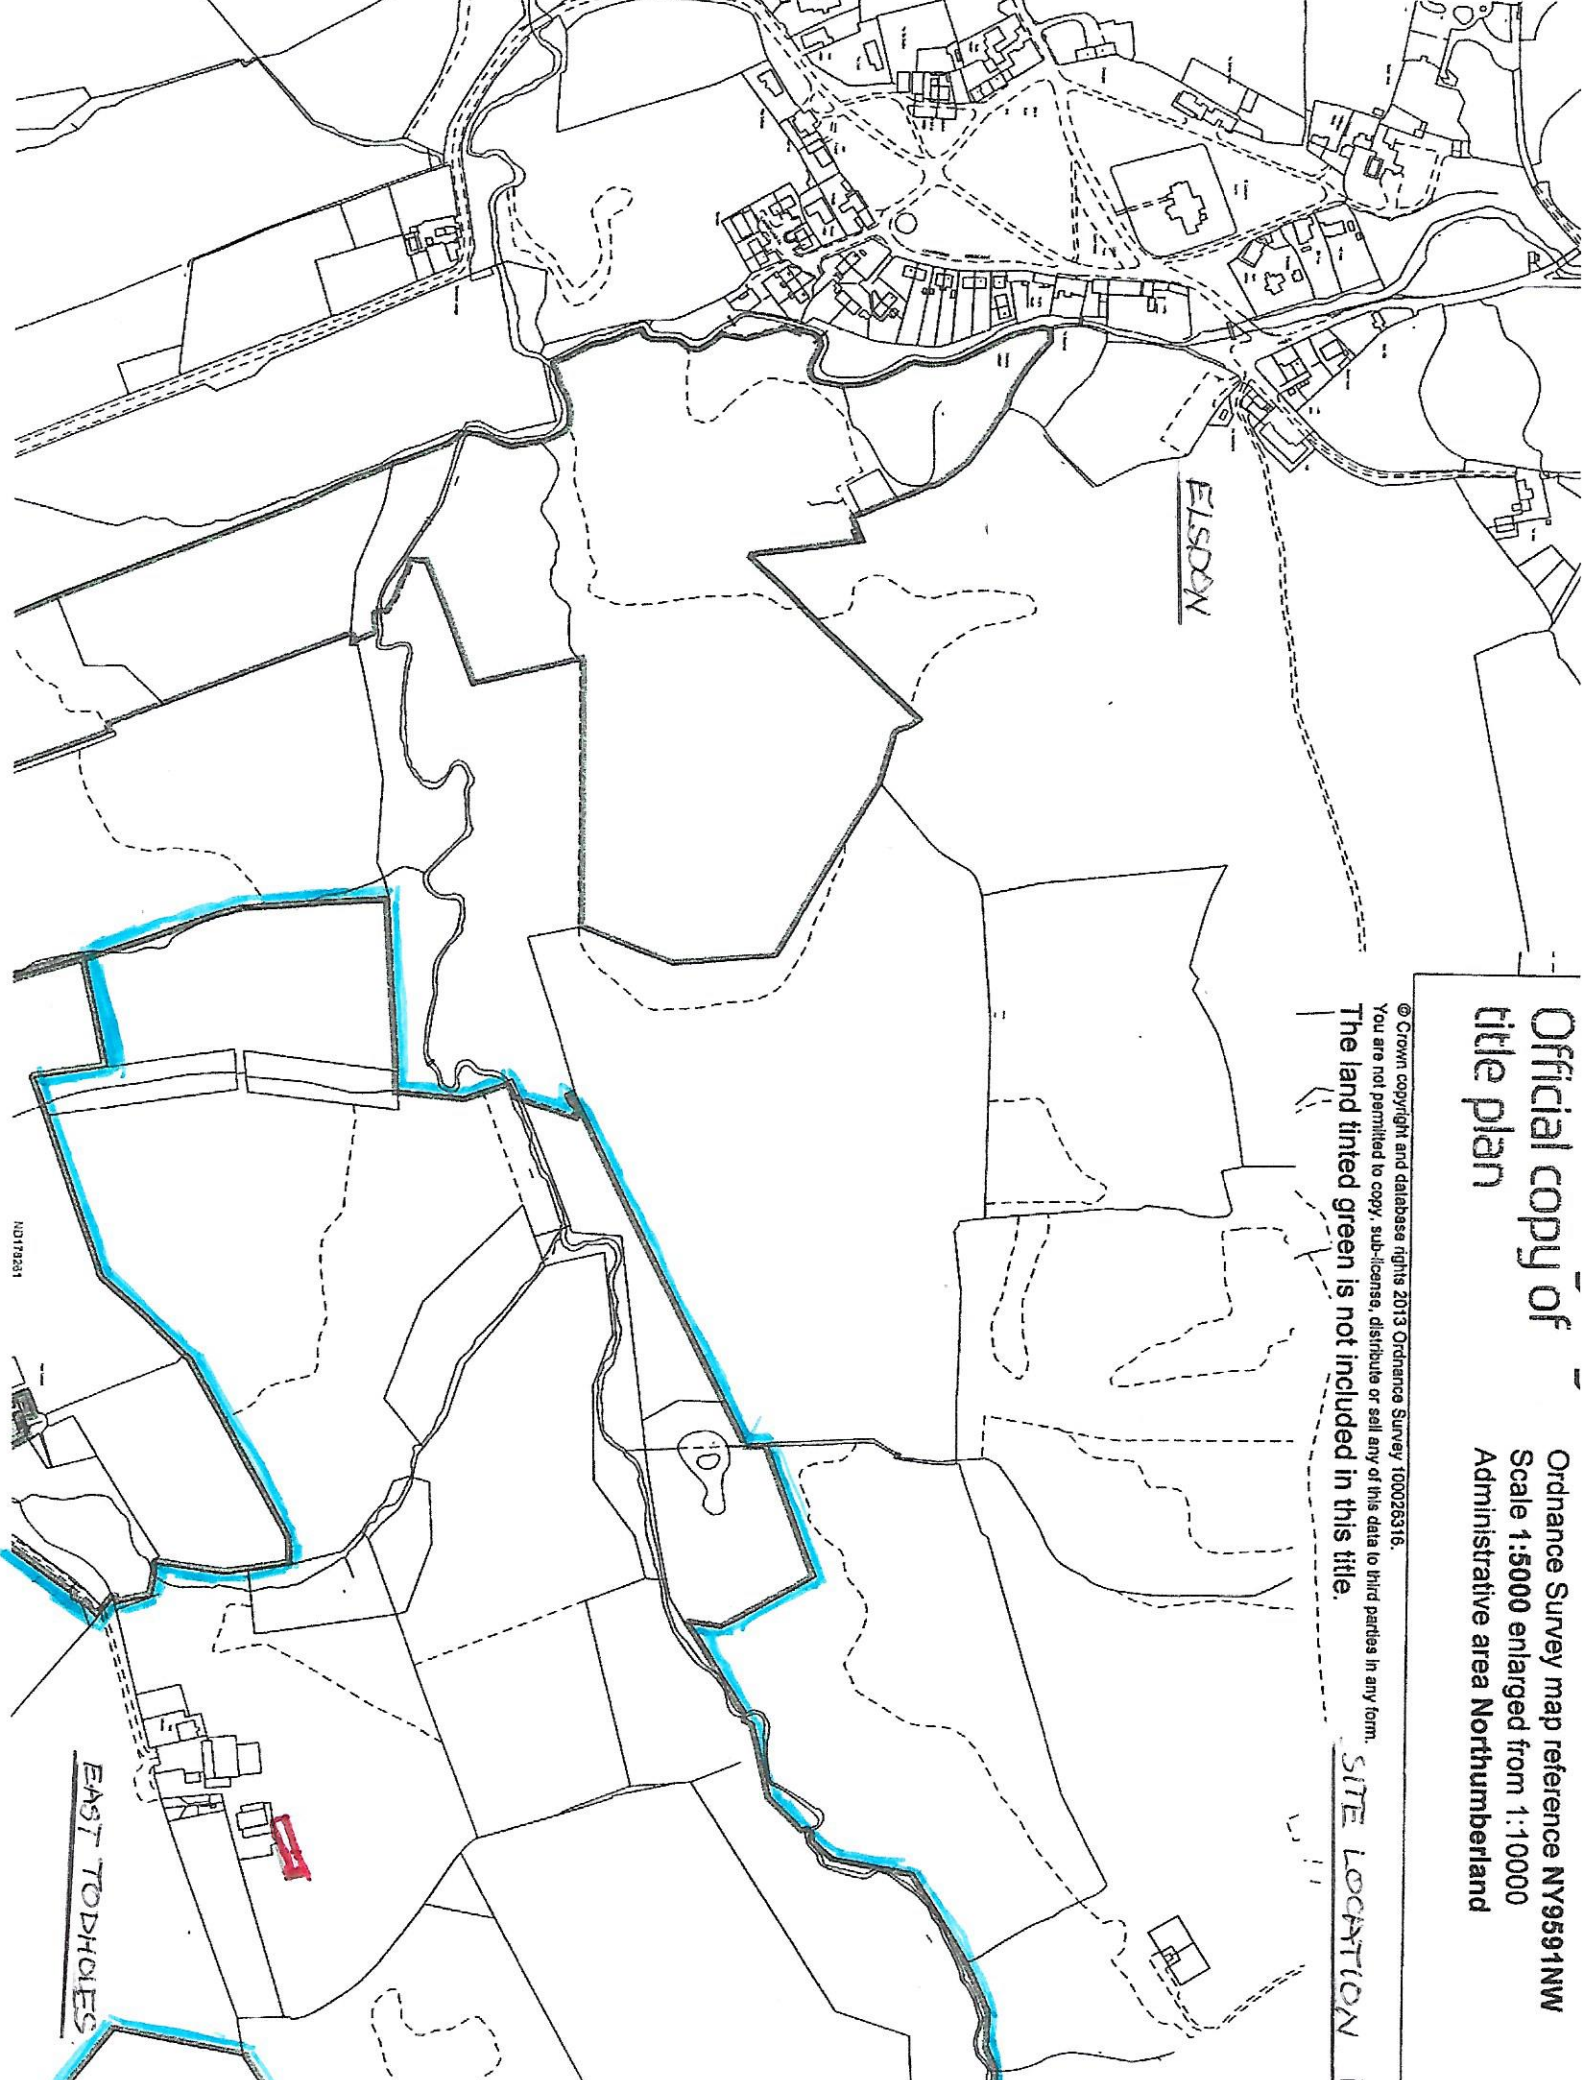 Official copy of
title plan
Ordnance Survey map reference NY9591NW
Scale 1:5000 enlarged from 1:10000
Administrative area Northumberland
© Crown copyright and database rights 2013 Ordnance Survey 100026316.
You are not permitted to copy, sub-license, distribute or sell any of this data to third parties in any form.
The land tinted green is not included in this title.
SITE LOCATION
ELSDON
EAST TODHOLES
ND178261